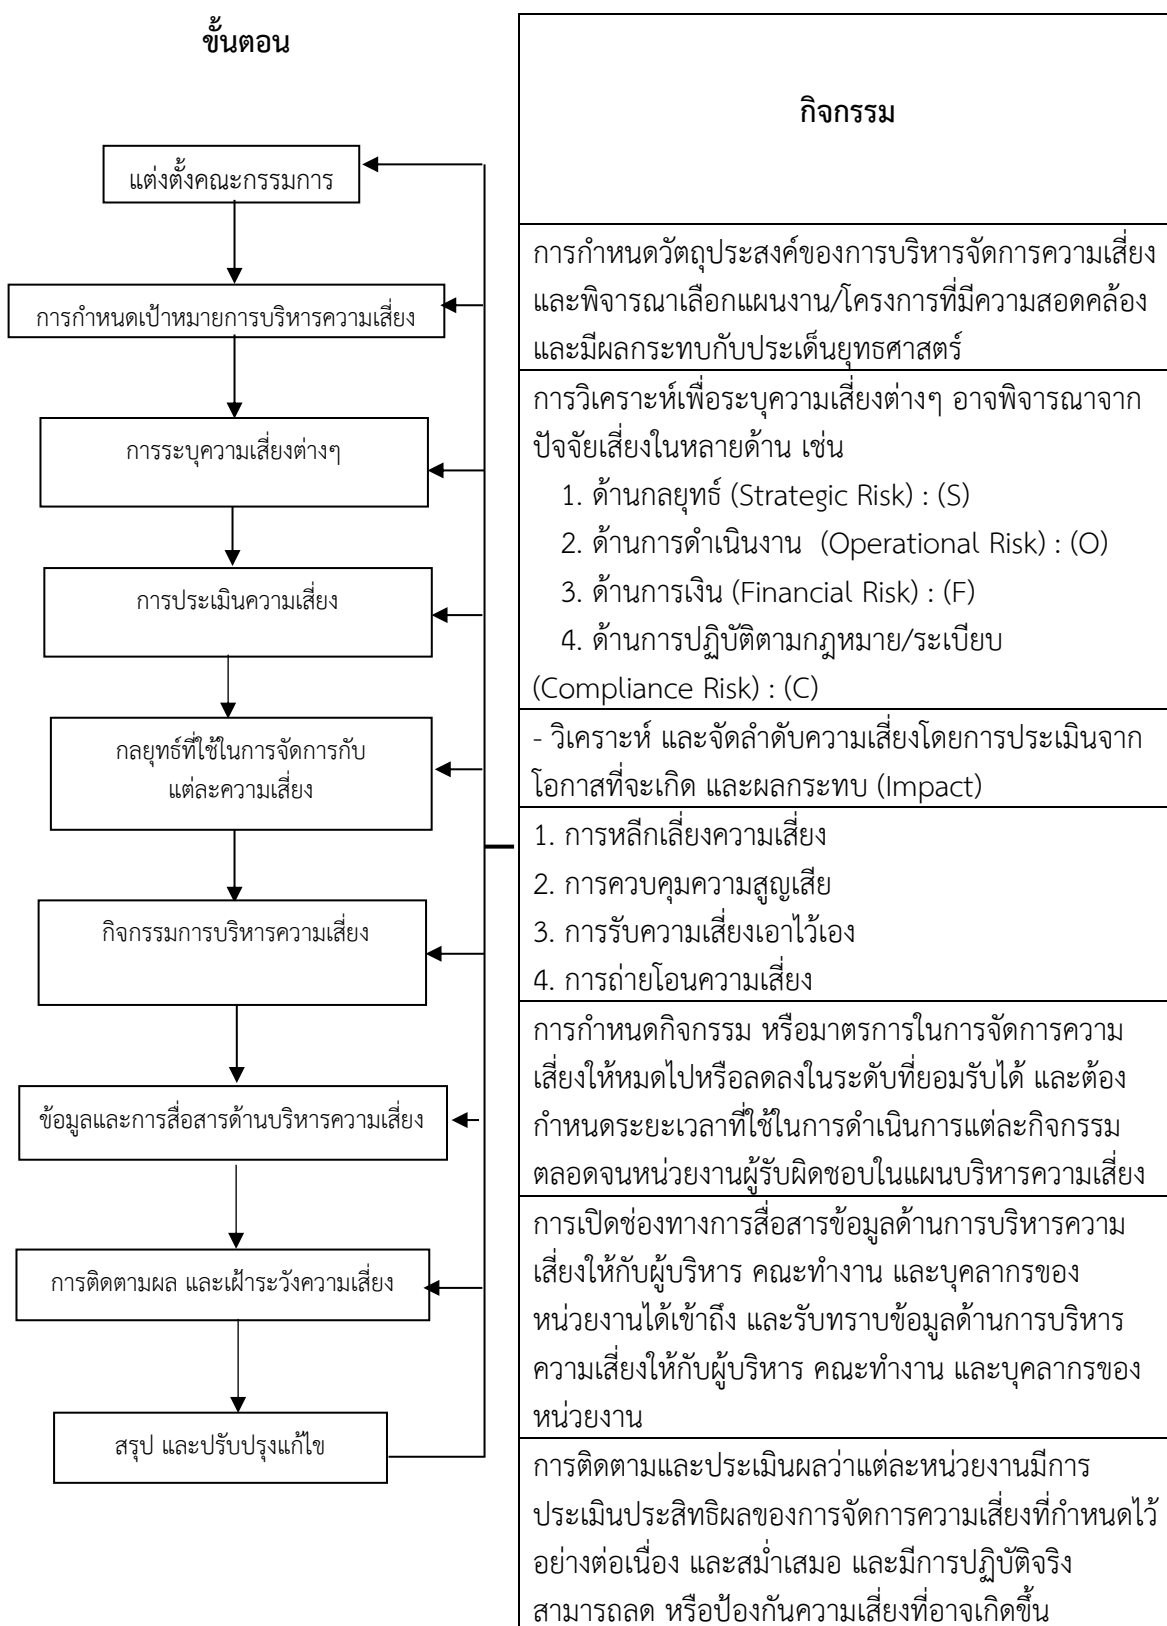 ขั้นตอน
แต่งตั้งคณะกรรมการ
การกำหนดเป้าหมายการบริหารความเสี่ยง
การระบุความเสี่ยงต่างๆ
การประเมินความเสี่ยง
กลยุทธ์ที่ใช้ในการจัดการกับ
แต่ละความเสี่ยง
กิจกรรมการบริหารความเสี่ยง
ข้อมูลและการสื่อสารด้านบริหารความเสี่ยง
การติดตามผล และเฝ้าระวังความเสี่ยง
สรุป และปรับปรุงแก้ไข
กิจกรรม
การกำหนดวัตถุประสงค์ของการบริหารจัดการความเสี่ยง
และพิจารณาเลือกแผนงาน/โครงการที่มีความสอดคล้อง
และมีผลกระทบกับประเด็นยุทธศาสตร์
การวิเคราะห์เพื่อระบุความเสี่ยงต่างๆ อาจพิจารณาจาก
ปัจจัยเสี่ยงในหลายด้าน เช่น
1. ด้านกลยุทธ์ (Strategic Risk) : (S)
2. ด้านการดำเนินงาน (Operational Risk) : (O)
3. ด้านการเงิน (Financial Risk) : (F)
4. ด้านการปฏิบัติตามกฎหมาย/ระเบียบ
(Compliance Risk) : (C)
- วิเคราะห์ และจัดลำดับความเสี่ยงโดยการประเมินจาก
โอกาสที่จะเกิด และผลกระทบ (Impact)
1. การหลีกเลี่ยงความเสี่ยง
2. การควบคุมความสูญเสีย
3. การรับความเสี่ยงเอาไว้เอง
4. การถ่ายโอนความเสี่ยง
การกำหนดกิจกรรม หรือมาตรการในการจัดการความ
เสี่ยงให้หมดไปหรือลดลงในระดับที่ยอมรับได้ และต้อง
กำหนดระยะเวลาที่ใช้ในการดำเนินการแต่ละกิจกรรม
ตลอดจนหน่วยงานผู้รับผิดชอบในแผนบริหารความเสี่ยง
การเปิดช่องทางการสื่อสารข้อมูลด้านการบริหารความ
เสี่ยงให้กับผู้บริหาร คณะทำงาน และบุคลากรของ
หน่วยงานได้เข้าถึง และรับทราบข้อมูลด้านการบริหาร
ความเสี่ยงให้กับผู้บริหาร คณะทำงาน และบุคลากรของ
หน่วยงาน
การติดตามและประเมินผลว่าแต่ละหน่วยงานมีการ
ประเมินประสิทธิผลของการจัดการความเสี่ยงที่กำหนดไว้
อย่างต่อเนื่อง และสม่ำเสมอ และมีการปฏิบัติจริง
สามารถลด หรือป้องกันความเสี่ยงที่อาจเกิดขึ้น